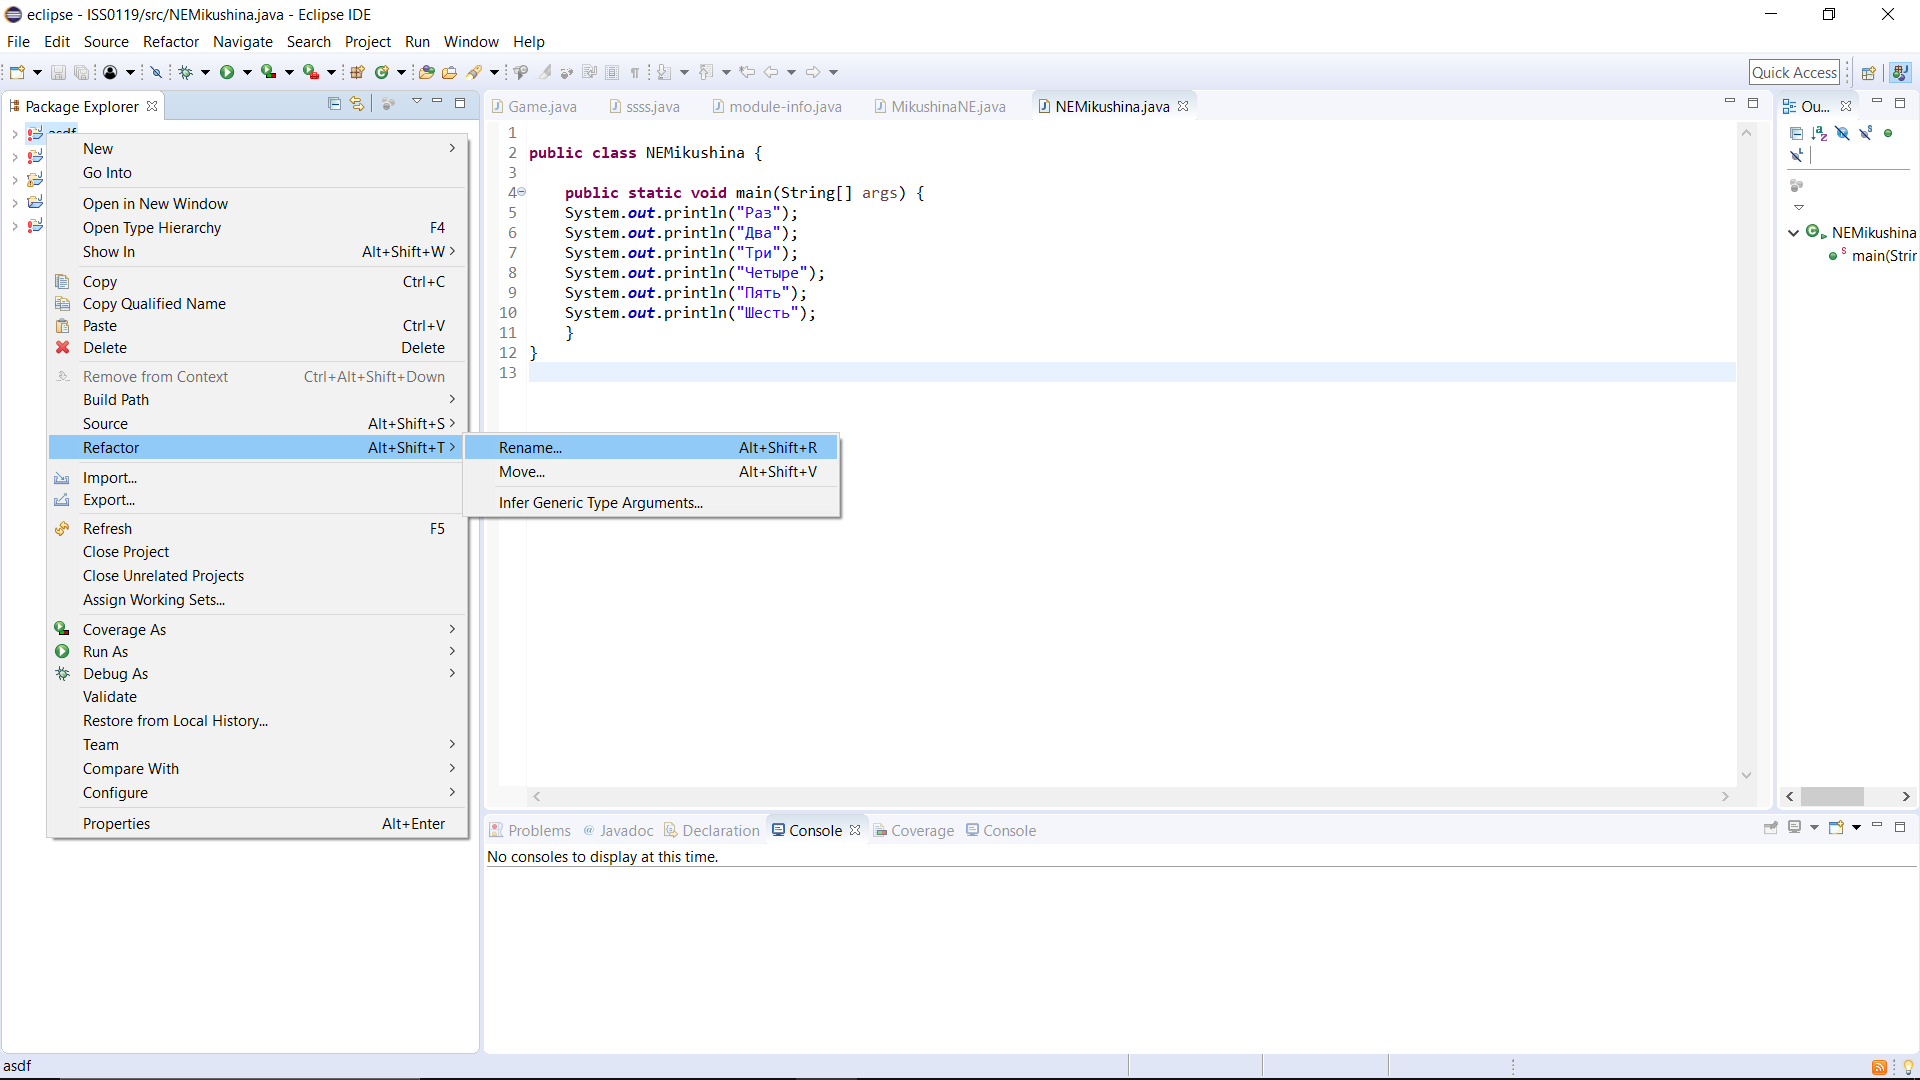 eclipse - ISS0119/src/NEMikushina.java - Eclipse IDE
File Edit Source Refactor Navigate Search Project Run Window Help
Quick Access
Package Explorer
Game.java ssss.java module-info.java MikushinaNE.java NEMikushina.java
Ou...
asdf
New
Go Into
Open in New Window
Open Type Hierarchy F4
Show In Alt+Shift+W
Copy Ctrl+C
Copy Qualified Name
Paste Ctrl+V
Delete Delete
Remove from Context Ctrl+Alt+Shift+Down
Build Path
Source Alt+Shift+S
Refactor Alt+Shift+T
Import...
Export...
Refresh F5
Close Project
Close Unrelated Projects
Assign Working Sets...
Coverage As
Run As
Debug As
Validate
Restore from Local History...
Team
Compare With
Configure
Properties Alt+Enter
Rename... Alt+Shift+R
Move... Alt+Shift+V
Infer Generic Type Arguments...
1
2 public class NEMikushina {
3
4 public static void main(String[] args) {
5 System.out.println("Раз");
6 System.out.println("Два");
7 System.out.println("Три");
8 System.out.println("Четыре");
9 System.out.println("Пять");
10 System.out.println("Шесть");
11 }
12 }
13
NEMikushina
main(Strir
Problems Javadoc Declaration Console Coverage Console
No consoles to display at this time.
asdf